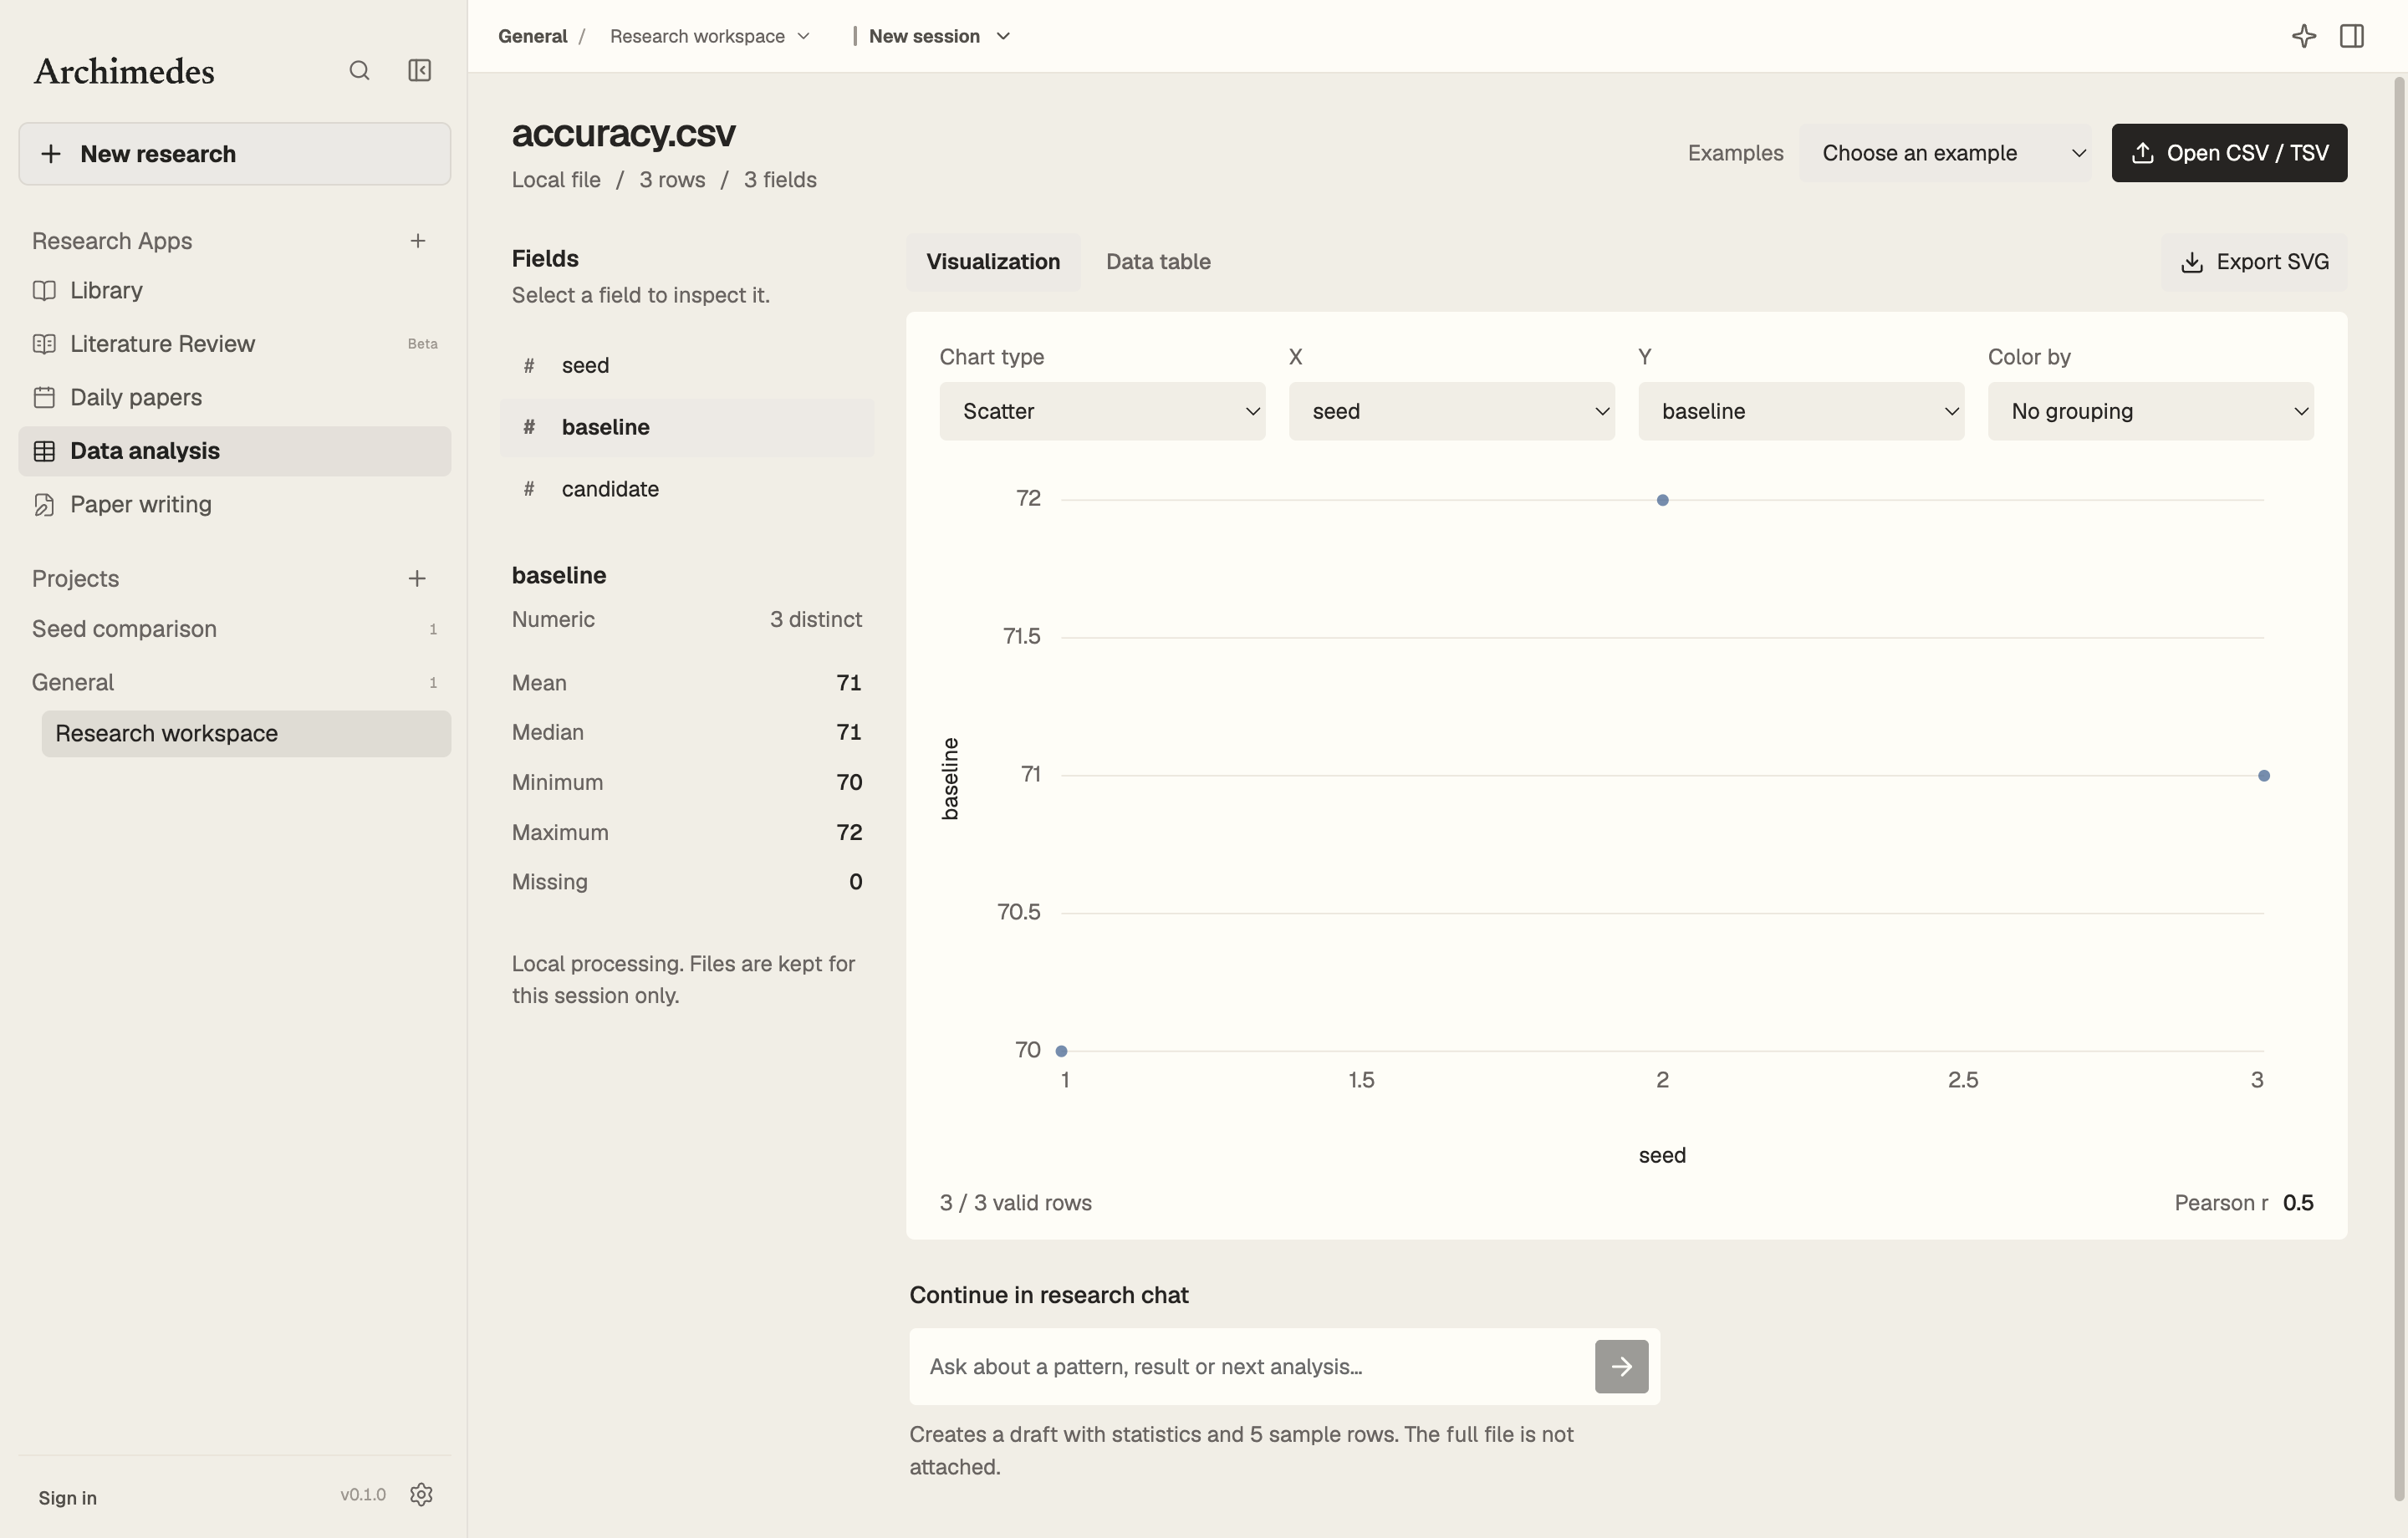 Archimedes
New research
Research Apps
Library
Literature Review Beta
Daily papers
Data analysis
Paper writing
Projects
Seed comparison 1
General 1
Research workspace
Sign in v0.1.0
General / Research workspace New session
accuracy.csv
Local file / 3 rows / 3 fields
Examples Choose an example Open CSV / TSV
Fields
Select a field to inspect it.
# seed
# baseline
# candidate
baseline
Numeric 3 distinct
Mean 71
Median 71
Minimum 70
Maximum 72
Missing 0
Local processing. Files are kept for
this session only.
Visualization Data table Export SVG
Chart type X Y Color by
Scatter seed baseline No grouping
72
71.5
71
70.5
70
baseline
1 1.5 2 2.5 3
seed
3 / 3 valid rows Pearson r 0.5
Continue in research chat
Ask about a pattern, result or next analysis...
Creates a draft with statistics and 5 sample rows. The full file is not
attached.